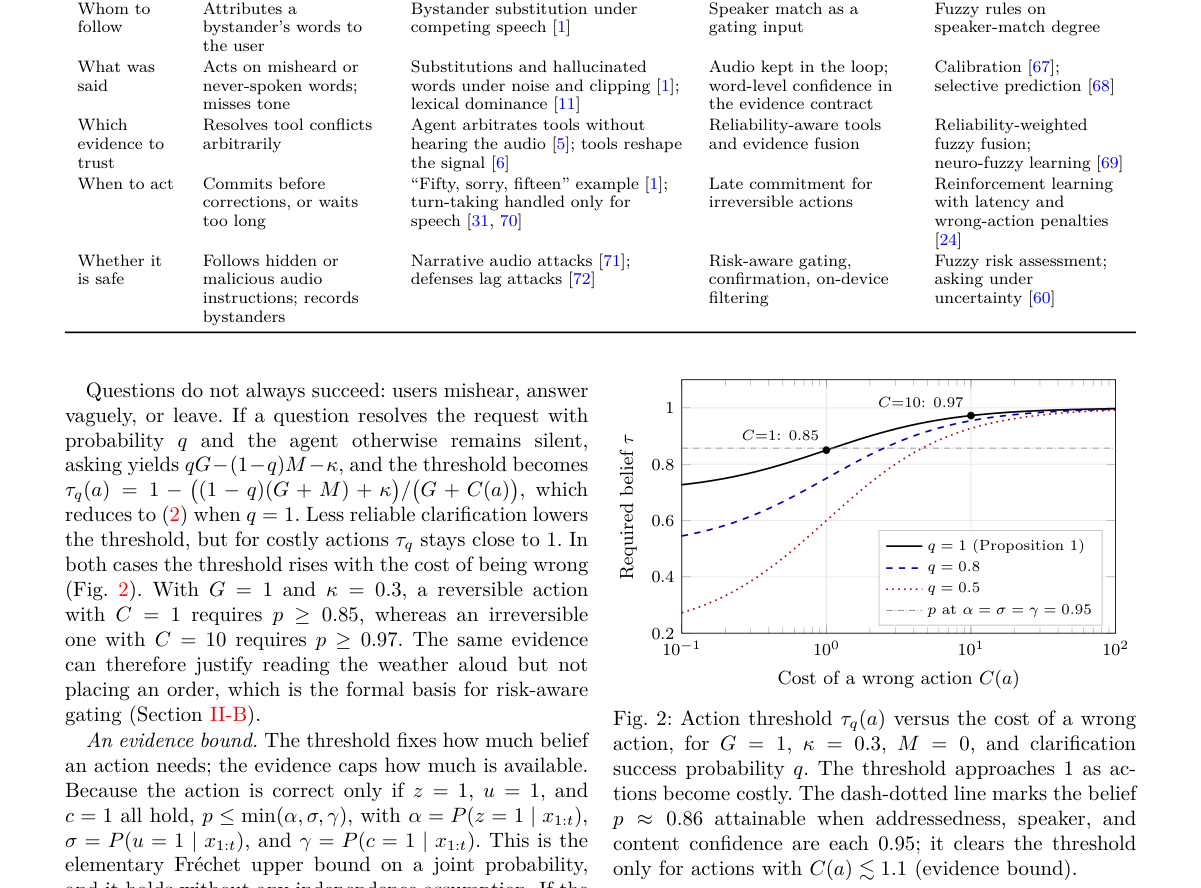 Whom to follow
Attributes a bystander's words to the user
Bystander substitution under competing speech [1]
Speaker match as a gating input
Fuzzy rules on speaker-match degree
What was said
Acts on misheard or never-spoken words; misses tone
Substitutions and hallucinated words under noise and clipping [1]; lexical dominance [11]
Audio kept in the loop; word-level confidence in the evidence contract
Calibration [67]; selective prediction [68]
Which evidence to trust
Resolves tool conflicts arbitrarily
Agent arbitrates tools without hearing the audio [5]; tools reshape the signal [6]
Reliability-aware tools and evidence fusion
Reliability-weighted fuzzy fusion; neuro-fuzzy learning [69]
When to act
Commits before corrections, or waits too long
“Fifty, sorry, fifteen” example [1]; turn-taking handled only for speech [31, 70]
Late commitment for irreversible actions
Reinforcement learning with latency and wrong-action penalties [24]
Whether it is safe
Follows hidden or malicious audio instructions; records bystanders
Narrative audio attacks [71]; defenses lag attacks [72]
Risk-aware gating, confirmation, on-device filtering
Fuzzy risk assessment; asking under uncertainty [60]
Questions do not always succeed: users mishear, answer
vaguely, or leave. If a question resolves the request with
probability q and the agent otherwise remains silent,
asking yields qG−(1−q)M−κ, and the threshold becomes
τq(a) = 1 − ((1 − q)(G + M) + κ)/(G + C(a)), which
reduces to (2) when q = 1. Less reliable clarification lowers
the threshold, but for costly actions τq stays close to 1. In
both cases the threshold rises with the cost of being wrong
(Fig. 2). With G = 1 and κ = 0.3, a reversible action
with C = 1 requires p ≥ 0.85, whereas an irreversible
one with C = 10 requires p ≥ 0.97. The same evidence
can therefore justify reading the weather aloud but not
placing an order, which is the formal basis for risk-aware
gating (Section II-B).
An evidence bound. The threshold fixes how much belief
an action needs; the evidence caps how much is available.
Because the action is correct only if z = 1, u = 1, and
c = 1 all hold, p ≤ min(α, σ, γ), with α = P(z = 1 | x1:t),
σ = P(u = 1 | x1:t), and γ = P(c = 1 | x1:t). This is the
elementary Fréchet upper bound on a joint probability,
and it holds without any independence assumption. If the
Required belief τ
1
0.8
0.6
0.4
0.2
C=1: 0.85
C=10: 0.97
q = 1 (Proposition 1)
q = 0.8
q = 0.5
p at α = σ = γ = 0.95
10−1
100
101
102
Cost of a wrong action C(a)
Fig. 2: Action threshold τq(a) versus the cost of a wrong
action, for G = 1, κ = 0.3, M = 0, and clarification
success probability q. The threshold approaches 1 as ac-
tions become costly. The dash-dotted line marks the belief
p ≈ 0.86 attainable when addressedness, speaker, and
content confidence are each 0.95; it clears the threshold
only for actions with C(a) ≲ 1.1 (evidence bound).